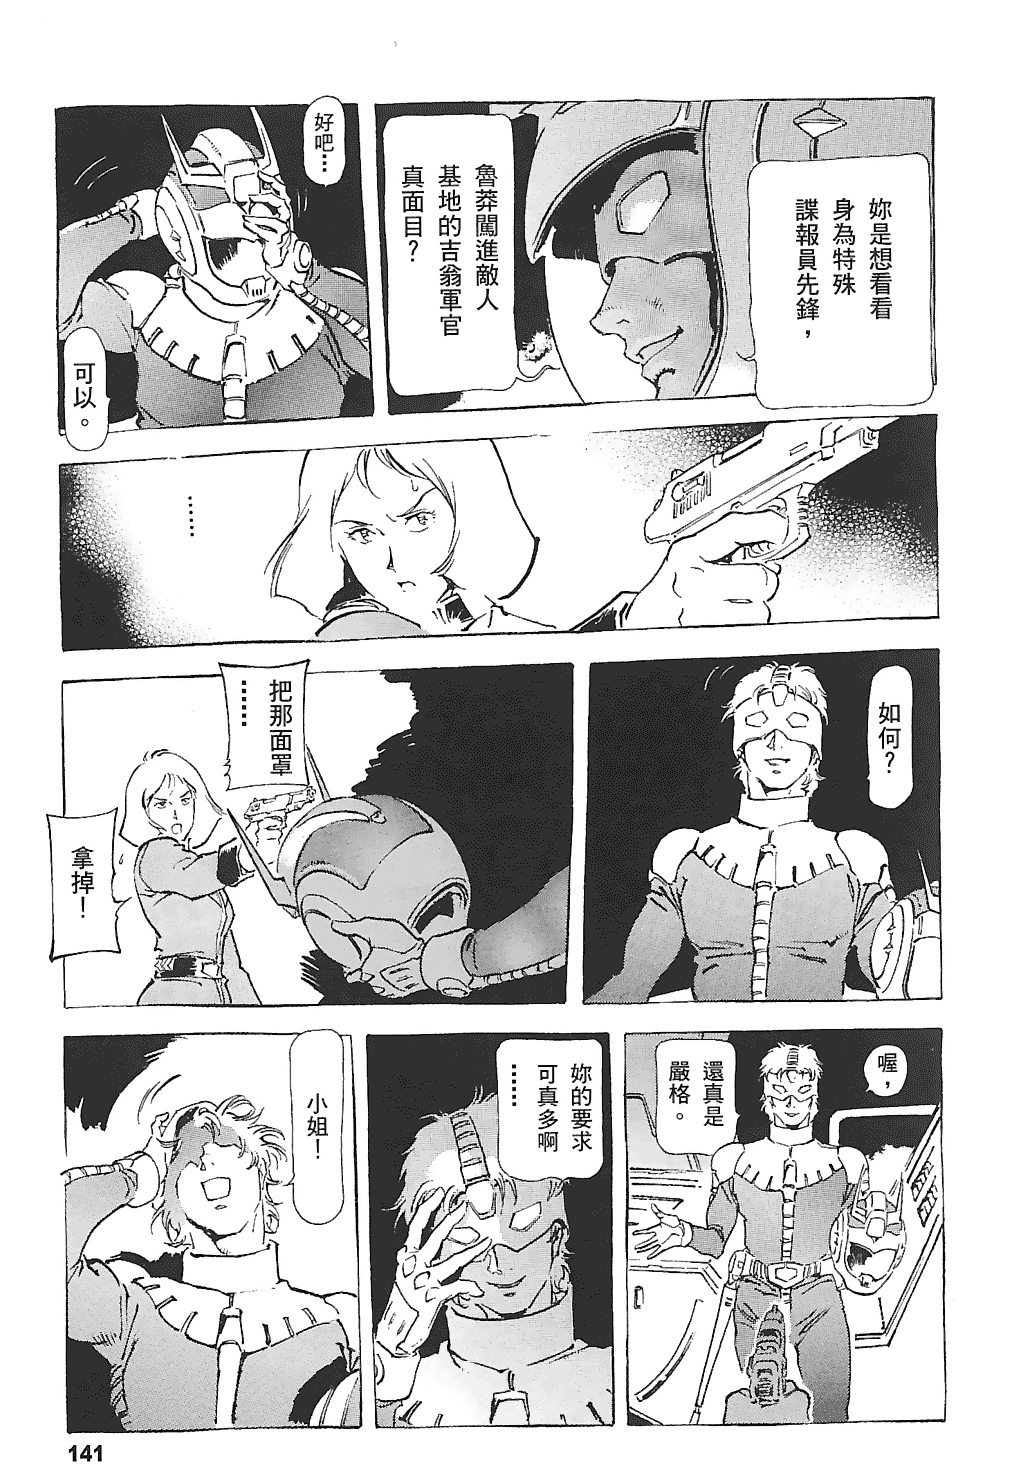 妳是想看看
身為特殊
諜報員先鋒，
魯莽闖進敵人
基地的吉翁軍官
真面目？
好吧…
可以。
……
如何？
把那面罩
……
拿掉！
喔，
還真是
嚴格。
妳的要求
可真多啊
……
小姐！
141